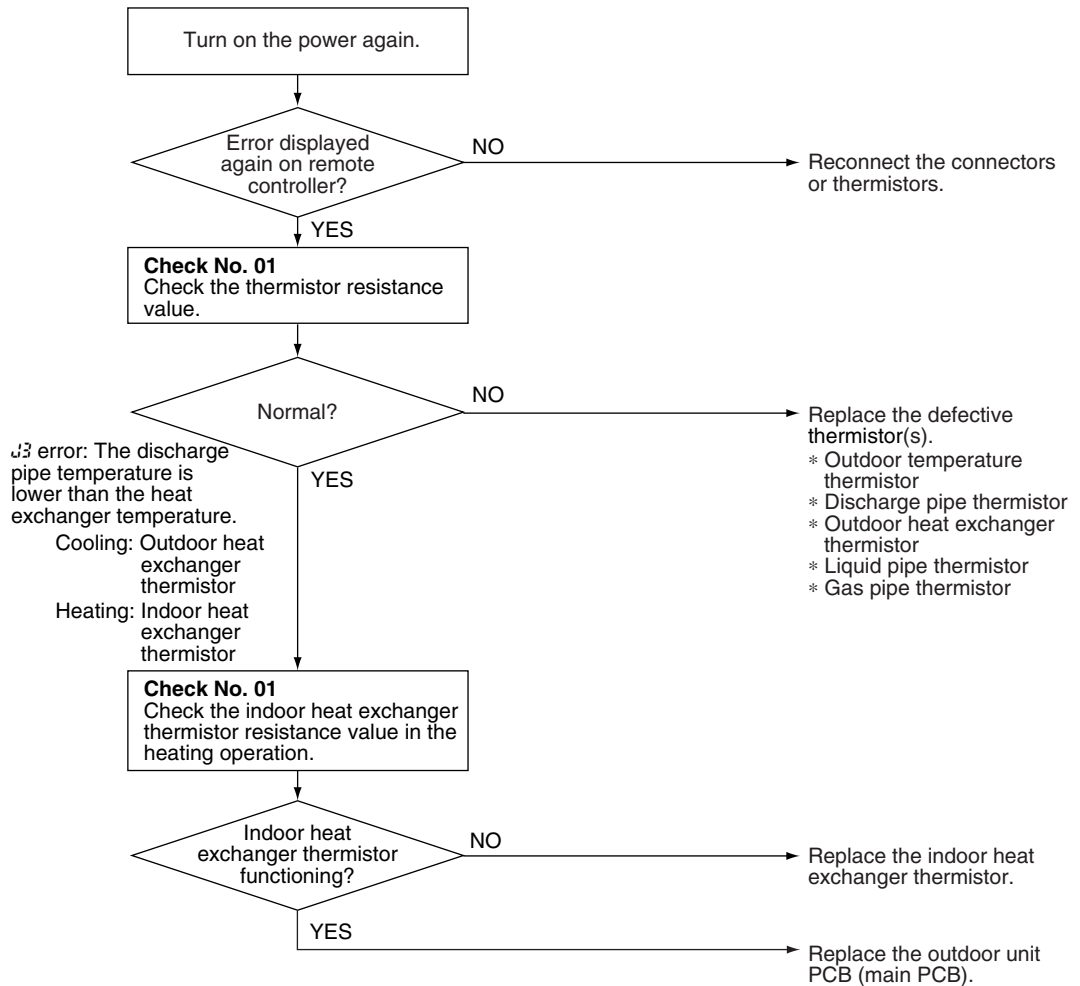 Turn on the power again.
Error displayed
again on remote
controller?
NO
Reconnect the connectors
or thermistors.
YES
Check No. 01
Check the thermistor resistance
value.
Normal?
NO
Replace the defective
thermistor(s).
* Outdoor temperature
thermistor
* Discharge pipe thermistor
* Outdoor heat exchanger
thermistor
* Liquid pipe thermistor
* Gas pipe thermistor
YES
J3 error: The discharge
pipe temperature is
lower than the heat
exchanger temperature.
Cooling: Outdoor heat
exchanger
thermistor
Heating: Indoor heat
exchanger
thermistor
Check No. 01
Check the indoor heat exchanger
thermistor resistance value in the
heating operation.
Indoor heat
exchanger thermistor
functioning?
NO
Replace the indoor heat
exchanger thermistor.
YES
Replace the outdoor unit
PCB (main PCB).